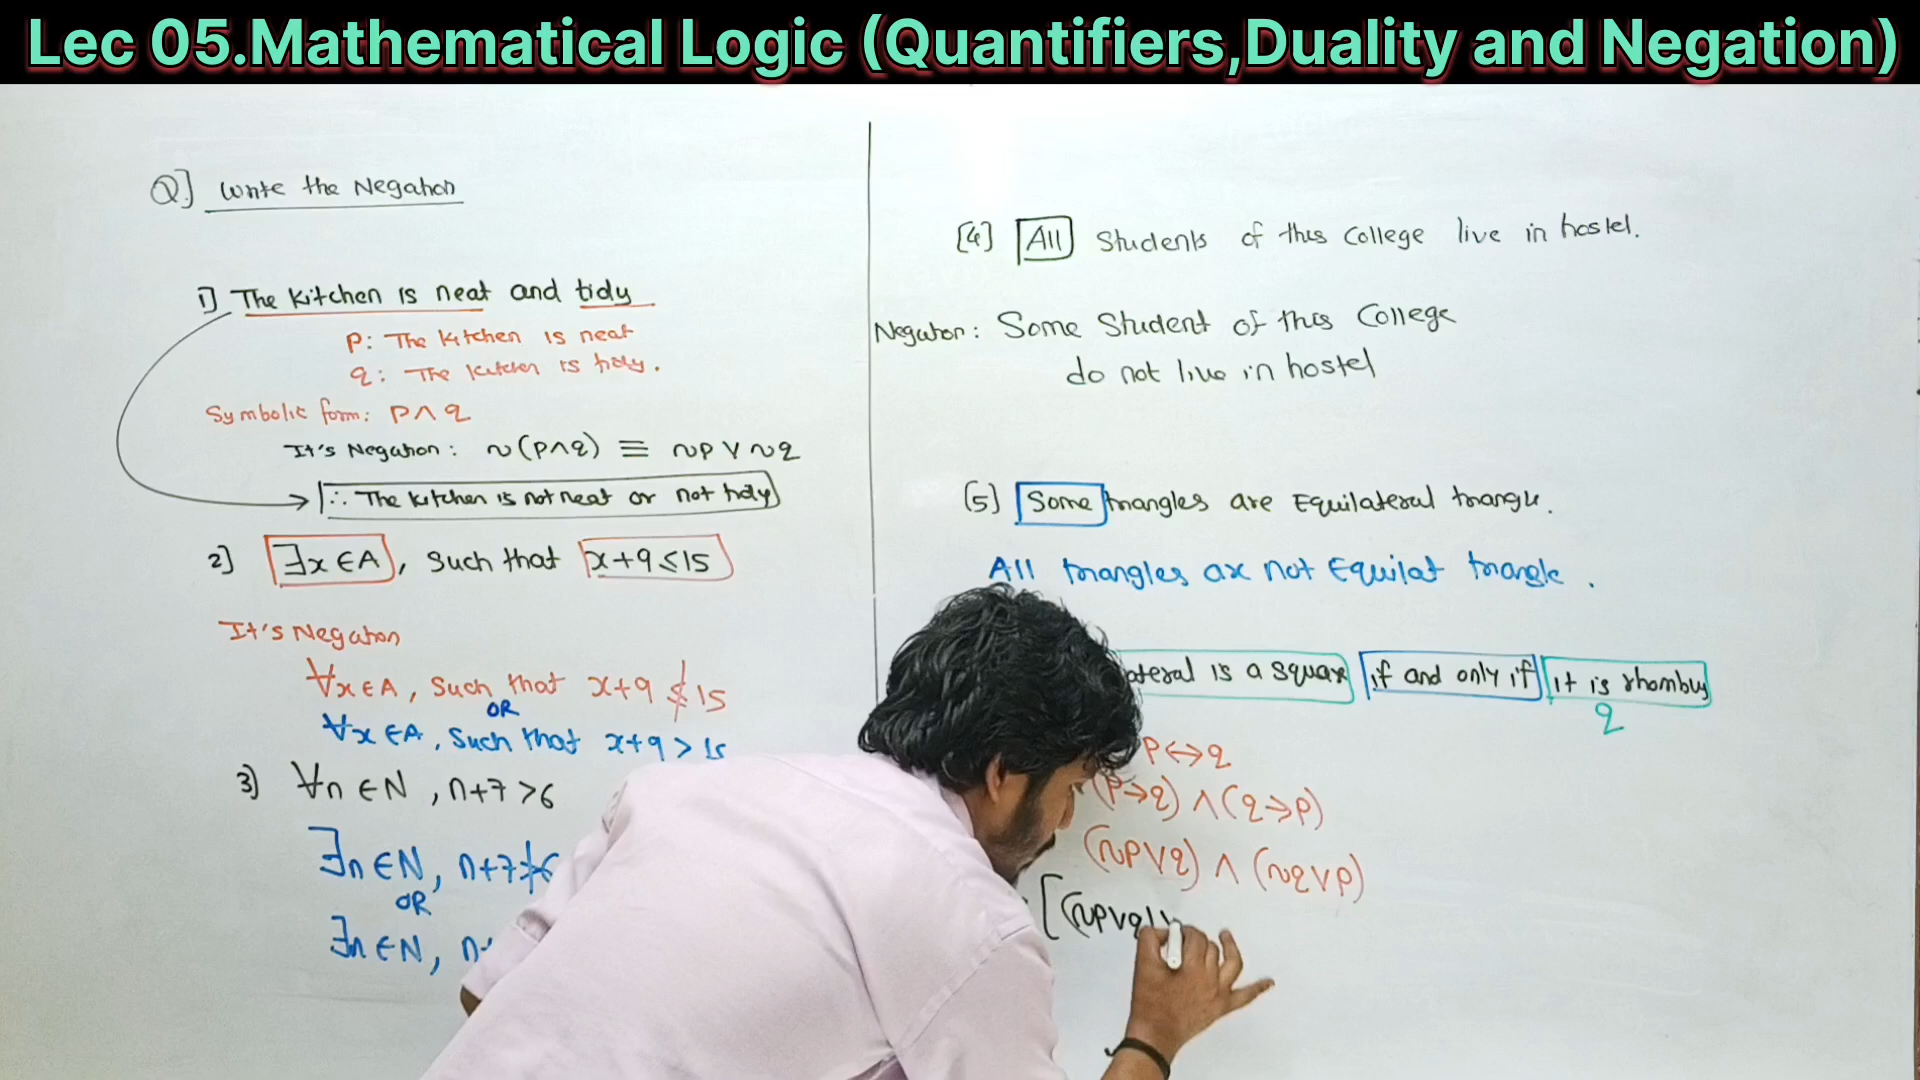 Lec 05.Mathematical Logic (Quantifiers,Duality and Negation)
Q] Write the Negation
1] The kitchen is neat and tidy
p: The kitchen is neat
q: The kitchen is tidy.
Symbolic form: p∧q
It's Negation: ~(p∧q) ≡ ~p∨~q
∴ The kitchen is not neat or not tidy
2] ∃x∈A, Such that x+9≤15
It's Negation
∀x∈A, Such that x+9≰15
OR
∀x∈A, Such that x+9>15
3) ∀n∈N, n+7>6
∃n∈N, n+7≯6
OR
∃n∈N, n
[4] All Students of this College live in hostel.
Negation: Some Student of this College
do not live in hostel
(5) Some triangles are Equilateral triangle.
All triangles are not Equilat triangle.
ateral is a square if and only if it is rhombus
q
p↔q
(p→q)∧(q→p)
(~p∨q)∧(~q∨p)
[(~p∨q)